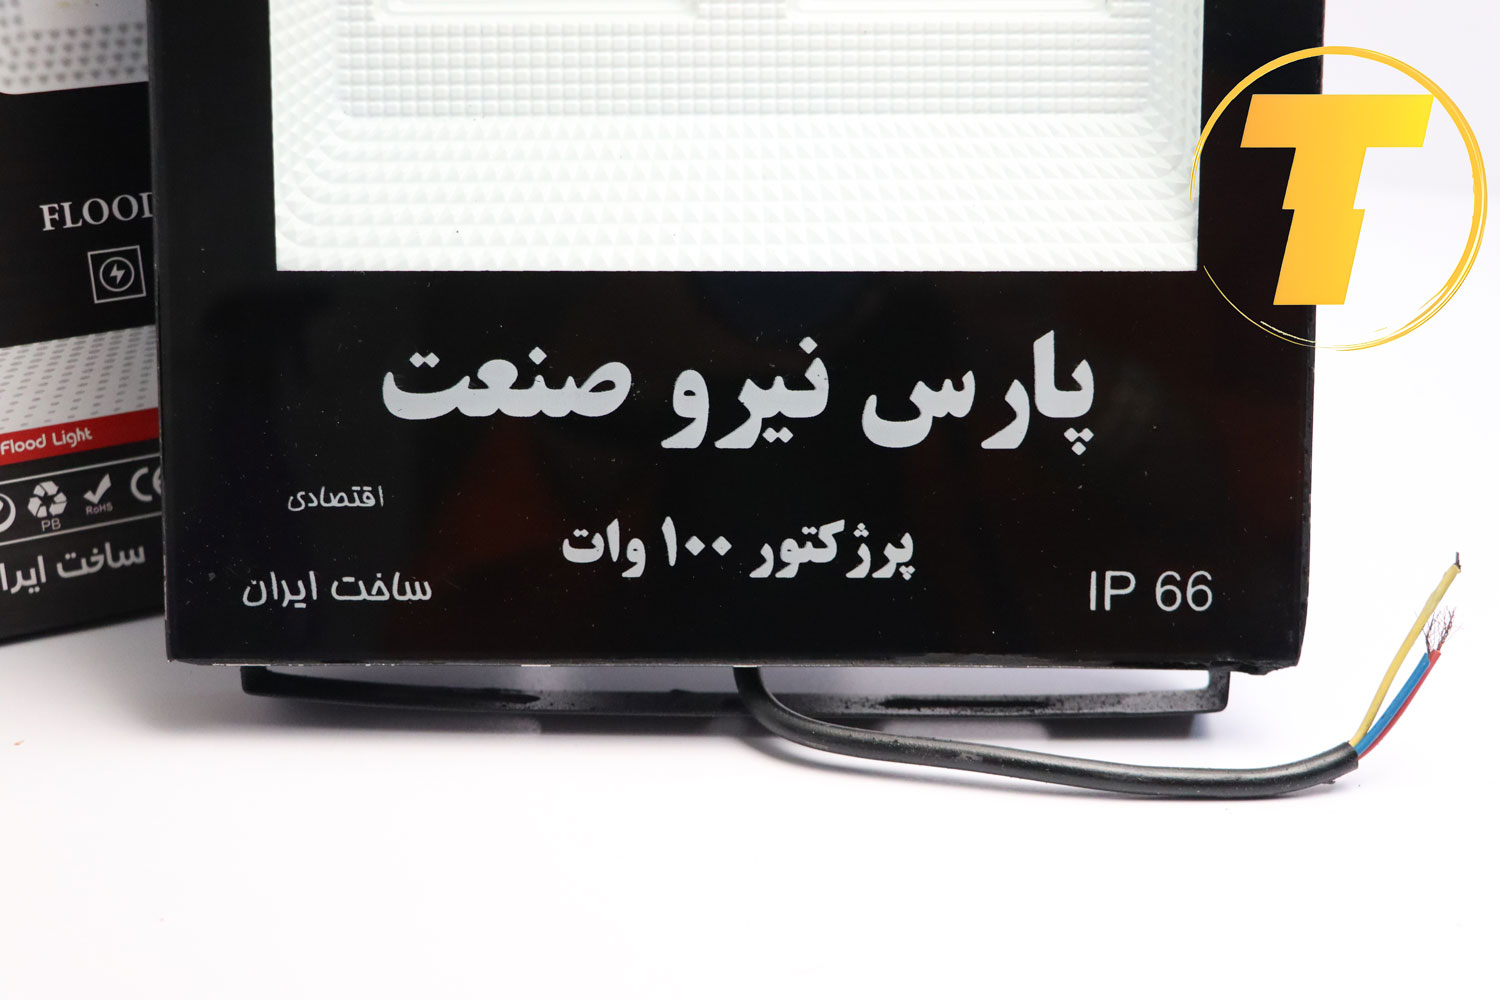 پارس نیرو صنعت
اقتصادی
پرژکتور ۱۰۰ وات
ساخت ایران
IP 66
FLOOD
Flood Light
PB
RoHS
CE
ساخت ایرا
T